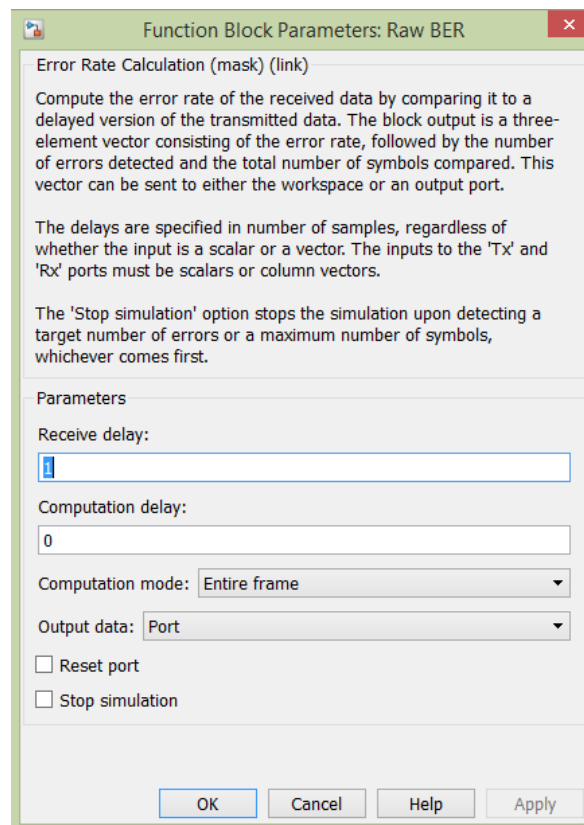 Function Block Parameters: Raw BER
Error Rate Calculation (mask) (link)
Compute the error rate of the received data by comparing it to a
delayed version of the transmitted data. The block output is a three-
element vector consisting of the error rate, followed by the number
of errors detected and the total number of symbols compared. This
vector can be sent to either the workspace or an output port.
The delays are specified in number of samples, regardless of
whether the input is a scalar or a vector. The inputs to the 'Tx' and
'Rx' ports must be scalars or column vectors.
The 'Stop simulation' option stops the simulation upon detecting a
target number of errors or a maximum number of symbols,
whichever comes first.
Parameters
Receive delay:
1
Computation delay:
0
Computation mode: Entire frame
Output data: Port
Reset port
Stop simulation
OK Cancel Help Apply